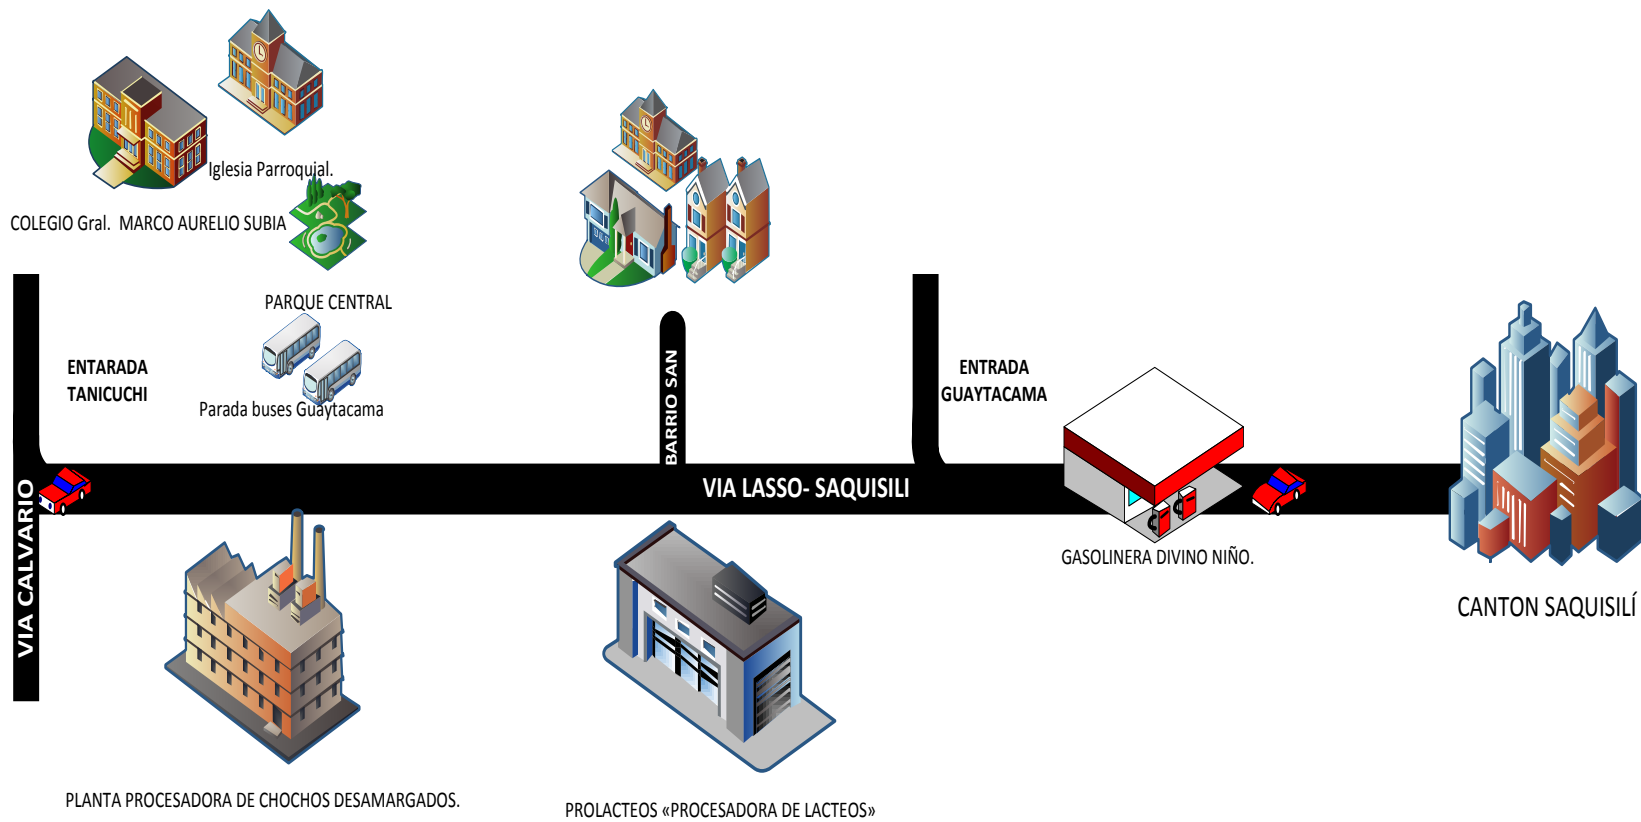 Iglesia Parroquial.
COLEGIO Gral. MARCO AURELIO SUBIA
PARQUE CENTRAL
ENTARADA
TANICUCHI
Parada buses Guaytacama
BARRIO SAN
ENTRADA
GUAYTACAMA
VIA LASSO- SAQUISILI
VIA CALVARIO
GASOLINERA DIVINO NIÑO.
CANTON SAQUISILÍ
PLANTA PROCESADORA DE CHOCHOS DESAMARGADOS.
PROLACTEOS «PROCESADORA DE LACTEOS»